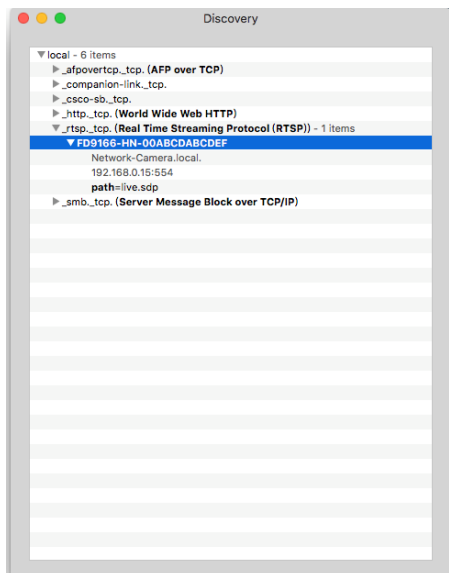 Discovery
local - 6 items
_afpovertcp._tcp. (AFP over TCP)
_companion-link._tcp.
_csco-sb._tcp.
_http._tcp. (World Wide Web HTTP)
_rtsp._tcp. (Real Time Streaming Protocol (RTSP)) - 1 items
FD9166-HN-00ABCDABCDEF
Network-Camera.local.
192.168.0.15:554
path=live.sdp
_smb._tcp. (Server Message Block over TCP/IP)